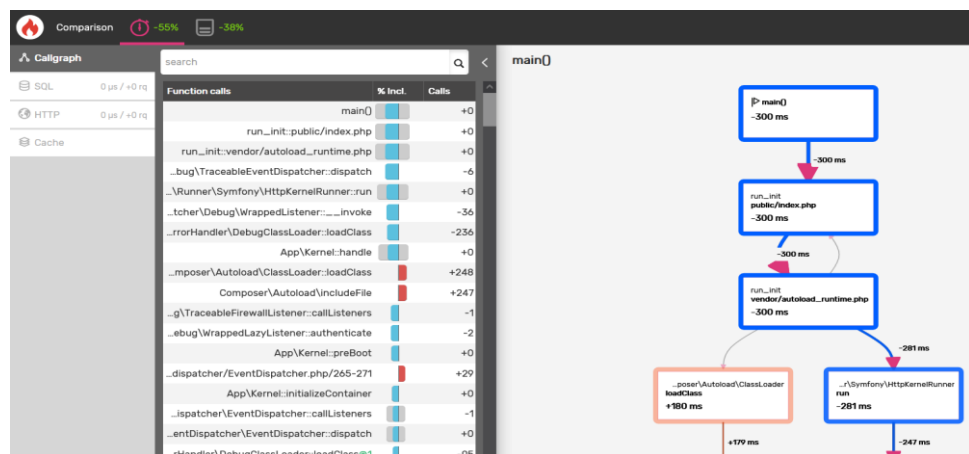 Comparison -55% -38%
Callgraph
SQL 0 µs / +0 rq
HTTP 0 µs / +0 rq
Cache
search
Function calls % Incl. Calls
main() +0
run_init::public/index.php +0
run_init::vendor/autoload_runtime.php +0
…bug\TraceableEventDispatcher::dispatch -6
…\Runner\Symfony\HttpKernelRunner::run +0
…tcher\Debug\WrappedListener::__invoke -36
…rrorHandler\DebugClassLoader::loadClass -236
App\Kernel::handle +0
…mposer\Autoload\ClassLoader::loadClass +248
Composer\Autoload\includeFile +247
…g\TraceableFirewallListener::callListeners -1
…ebug\WrappedLazyListener::authenticate -2
App\Kernel::preBoot +0
…dispatcher/EventDispatcher.php/265-271 +29
App\Kernel::initializeContainer +0
…ispatcher\EventDispatcher::callListeners -1
…entDispatcher\EventDispatcher::dispatch +0
…rHandler\DebugClassLoader::loadClass@1 -95
main()
main()
-300 ms
-300 ms
run_init
public/index.php
-300 ms
-300 ms
run_init
vendor/autoload_runtime.php
-300 ms
-281 ms
…poser\Autoload\ClassLoader
loadClass
+180 ms
…r\Symfony\HttpKernelRunner
run
-281 ms
+179 ms
-247 ms